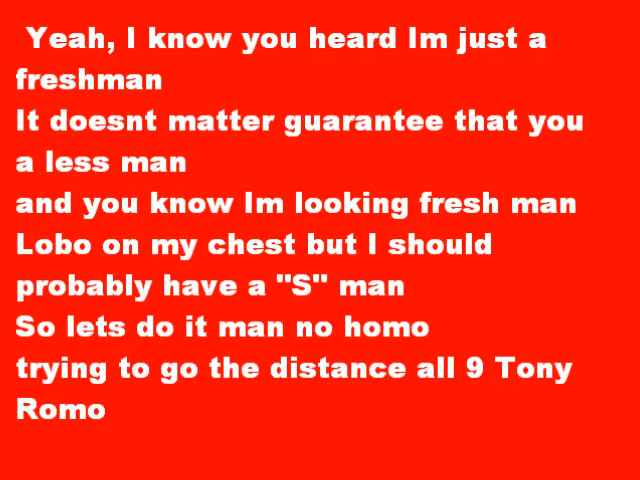 Yeah, I know you heard Im just a
freshman
It doesnt matter guarantee that you
a less man
and you know Im looking fresh man
Lobo on my chest but I should
probably have a "S" man
So lets do it man no homo
trying to go the distance all 9 Tony
Romo